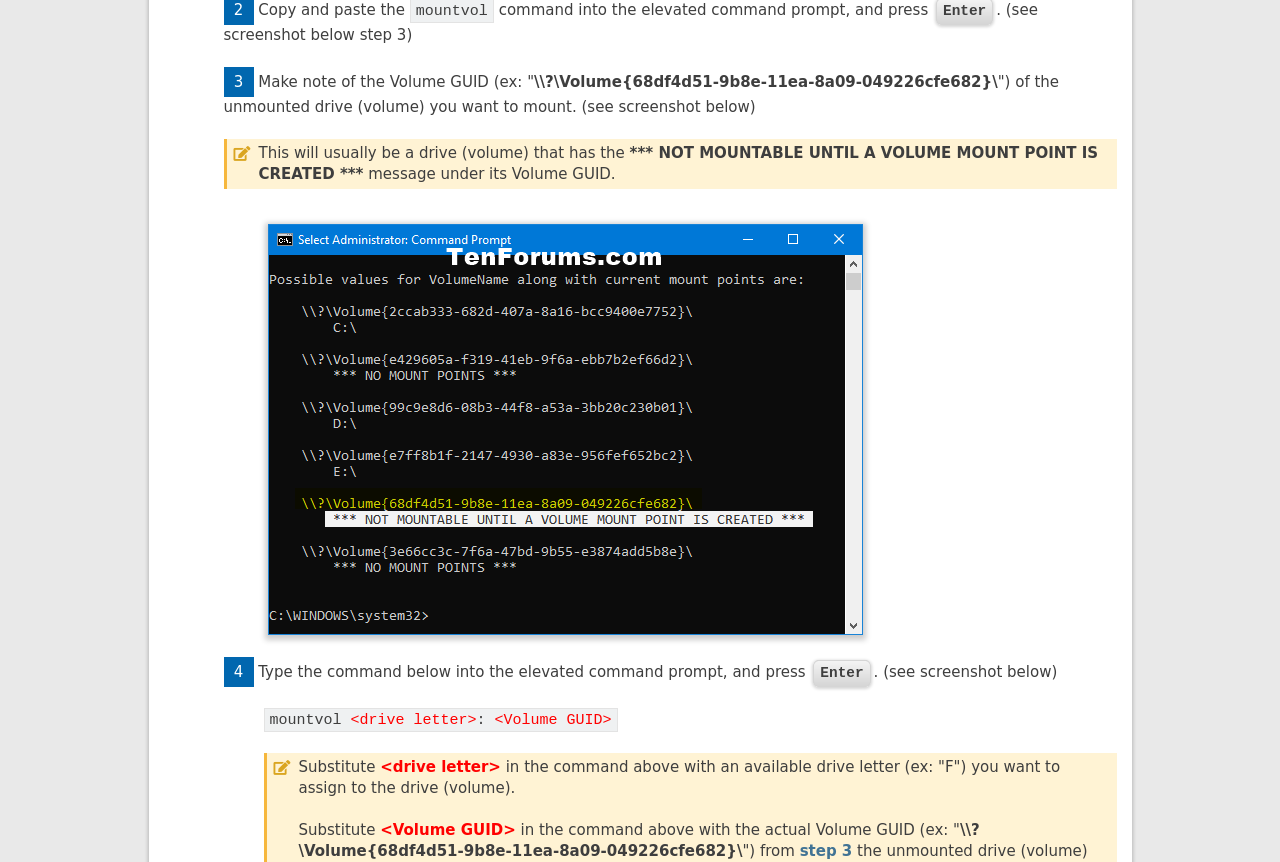 2 Copy and paste the mountvol command into the elevated command prompt, and press Enter. (see
screenshot below step 3)
3 Make note of the Volume GUID (ex: "\\?\Volume{68df4d51-9b8e-11ea-8a09-049226cfe682}\") of the
unmounted drive (volume) you want to mount. (see screenshot below)
This will usually be a drive (volume) that has the *** NOT MOUNTABLE UNTIL A VOLUME MOUNT POINT IS
CREATED *** message under its Volume GUID.
Select Administrator: Command Prompt
TenForums.com
Possible values for VolumeName along with current mount points are:
\\?\Volume{2ccab333-682d-407a-8a16-bcc9400e7752}\
C:\
\\?\Volume{e429605a-f319-41eb-9f6a-ebb7b2ef66d2}\
*** NO MOUNT POINTS ***
\\?\Volume{99c9e8d6-08b3-44f8-a53a-3bb20c230b01}\
D:\
\\?\Volume{e7ff8b1f-2147-4930-a83e-956fef652bc2}\
E:\
\\?\Volume{68df4d51-9b8e-11ea-8a09-049226cfe682}\
*** NOT MOUNTABLE UNTIL A VOLUME MOUNT POINT IS CREATED ***
\\?\Volume{3e66cc3c-7f6a-47bd-9b55-e3874add5b8e}\
*** NO MOUNT POINTS ***
C:\WINDOWS\system32>
4 Type the command below into the elevated command prompt, and press Enter. (see screenshot below)
mountvol <drive letter>: <Volume GUID>
Substitute <drive letter> in the command above with an available drive letter (ex: "F") you want to
assign to the drive (volume).
Substitute <Volume GUID> in the command above with the actual Volume GUID (ex: "\\?
\Volume{68df4d51-9b8e-11ea-8a09-049226cfe682}\") from step 3 the unmounted drive (volume)